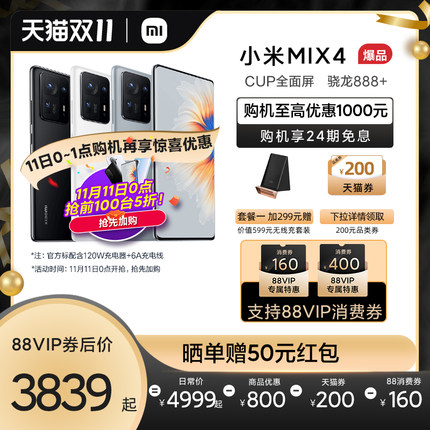 天猫双11
小米MIX4 爆品
CUP全面屏 骁龙888+
购机至高优惠1000元
购机享24期免息
11日0~1点购机再享惊喜优惠
11月11日0点
抢前100台5折!
抢先加购
¥200
天猫券
套餐一 加299元赠
价值599元无线充套装
下拉详情领取
200元品类券
*注:官方标配含120W充电器+6A充电线
*活动时间:11月11日0点开抢,抢先加购
消费券
160
88VIP
专属特惠
消费券
400
88VIP
专属特惠
支持88VIP消费券
88VIP券后价
3839起
晒单赠50元红包
日常价
¥4999起
商品优惠
¥800
天猫券
¥200
88消费券
¥160